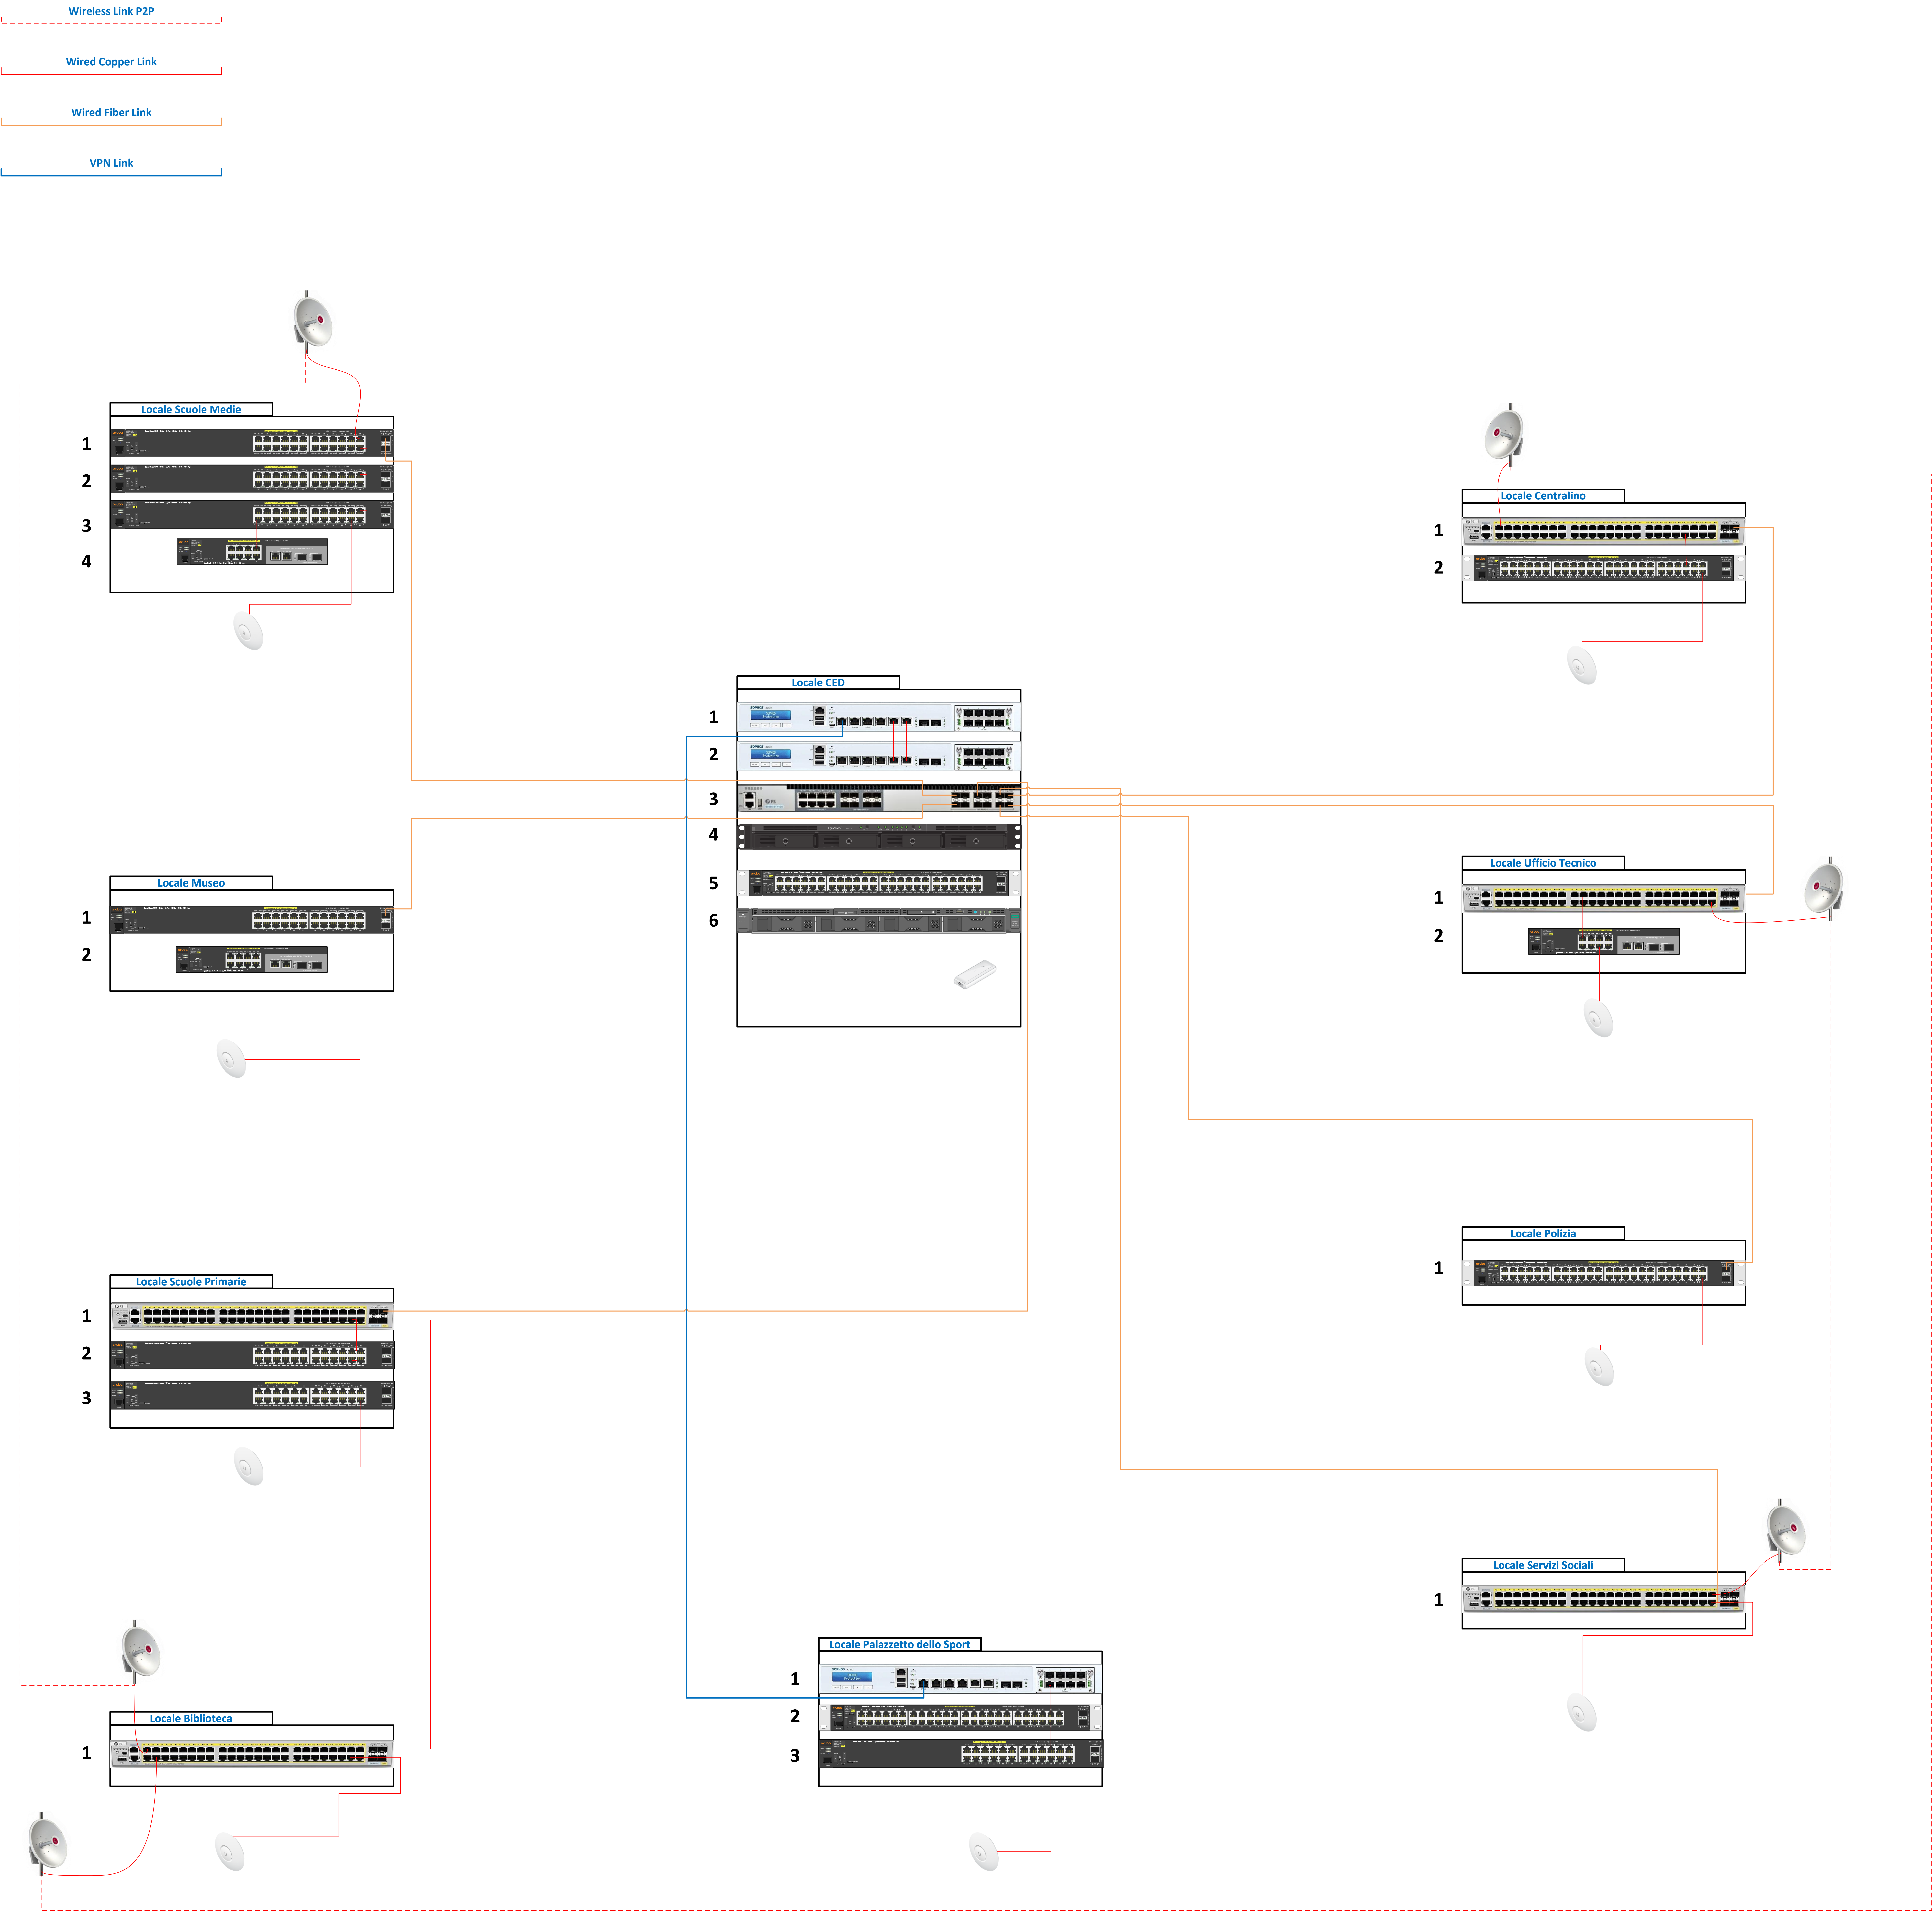 Wireless Link P2P
Wired Copper Link
Wired Fiber Link
VPN Link
Locale Scuole Medie
1
2
3
4
Locale Centralino
1
2
Locale CED
1
2
3
4
5
6
Locale Museo
1
2
Locale Ufficio Tecnico
1
2
Locale Polizia
1
Locale Scuole Primarie
1
2
3
Locale Servizi Sociali
1
Locale Palazzetto dello Sport
1
2
3
Locale Biblioteca
1